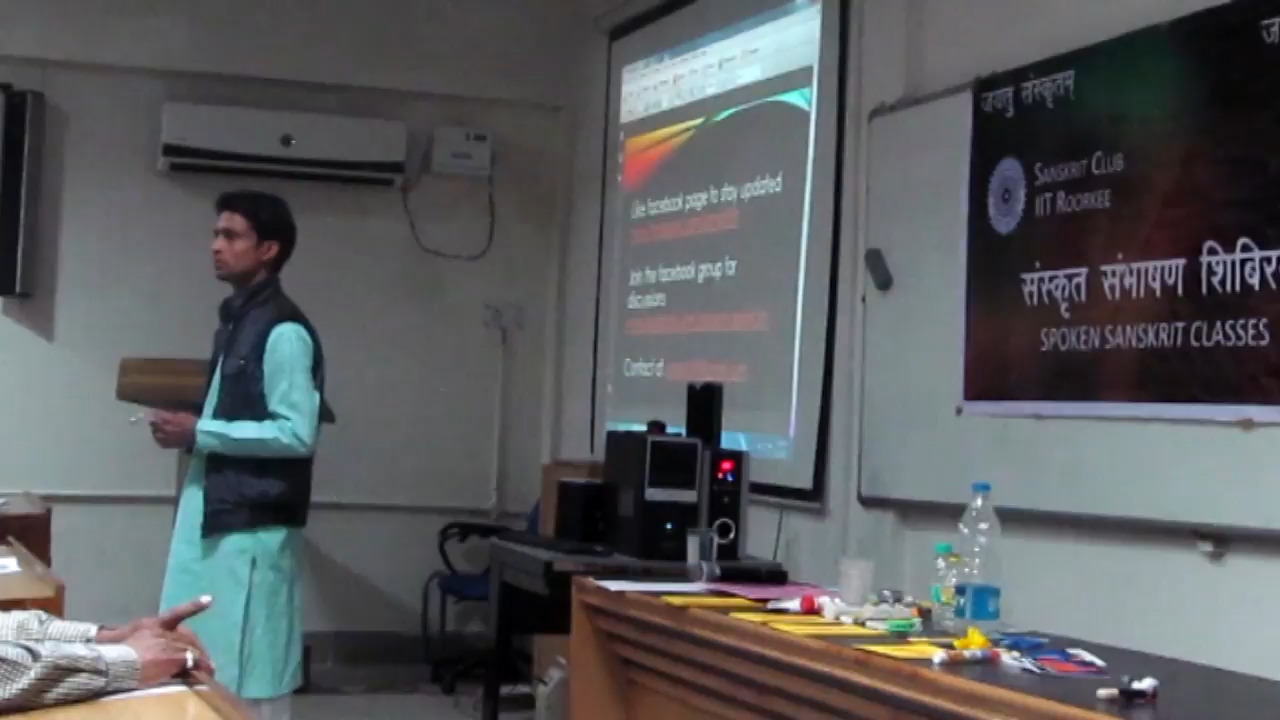 Like facebook page to stay updated
Join the facebook group for
discussions
Contact at
जयतु संस्कृतम्
SANSKRIT CLUB
IIT ROORKEE
संस्कृत संभाषण शिबिर
SPOKEN SANSKRIT CLASSES